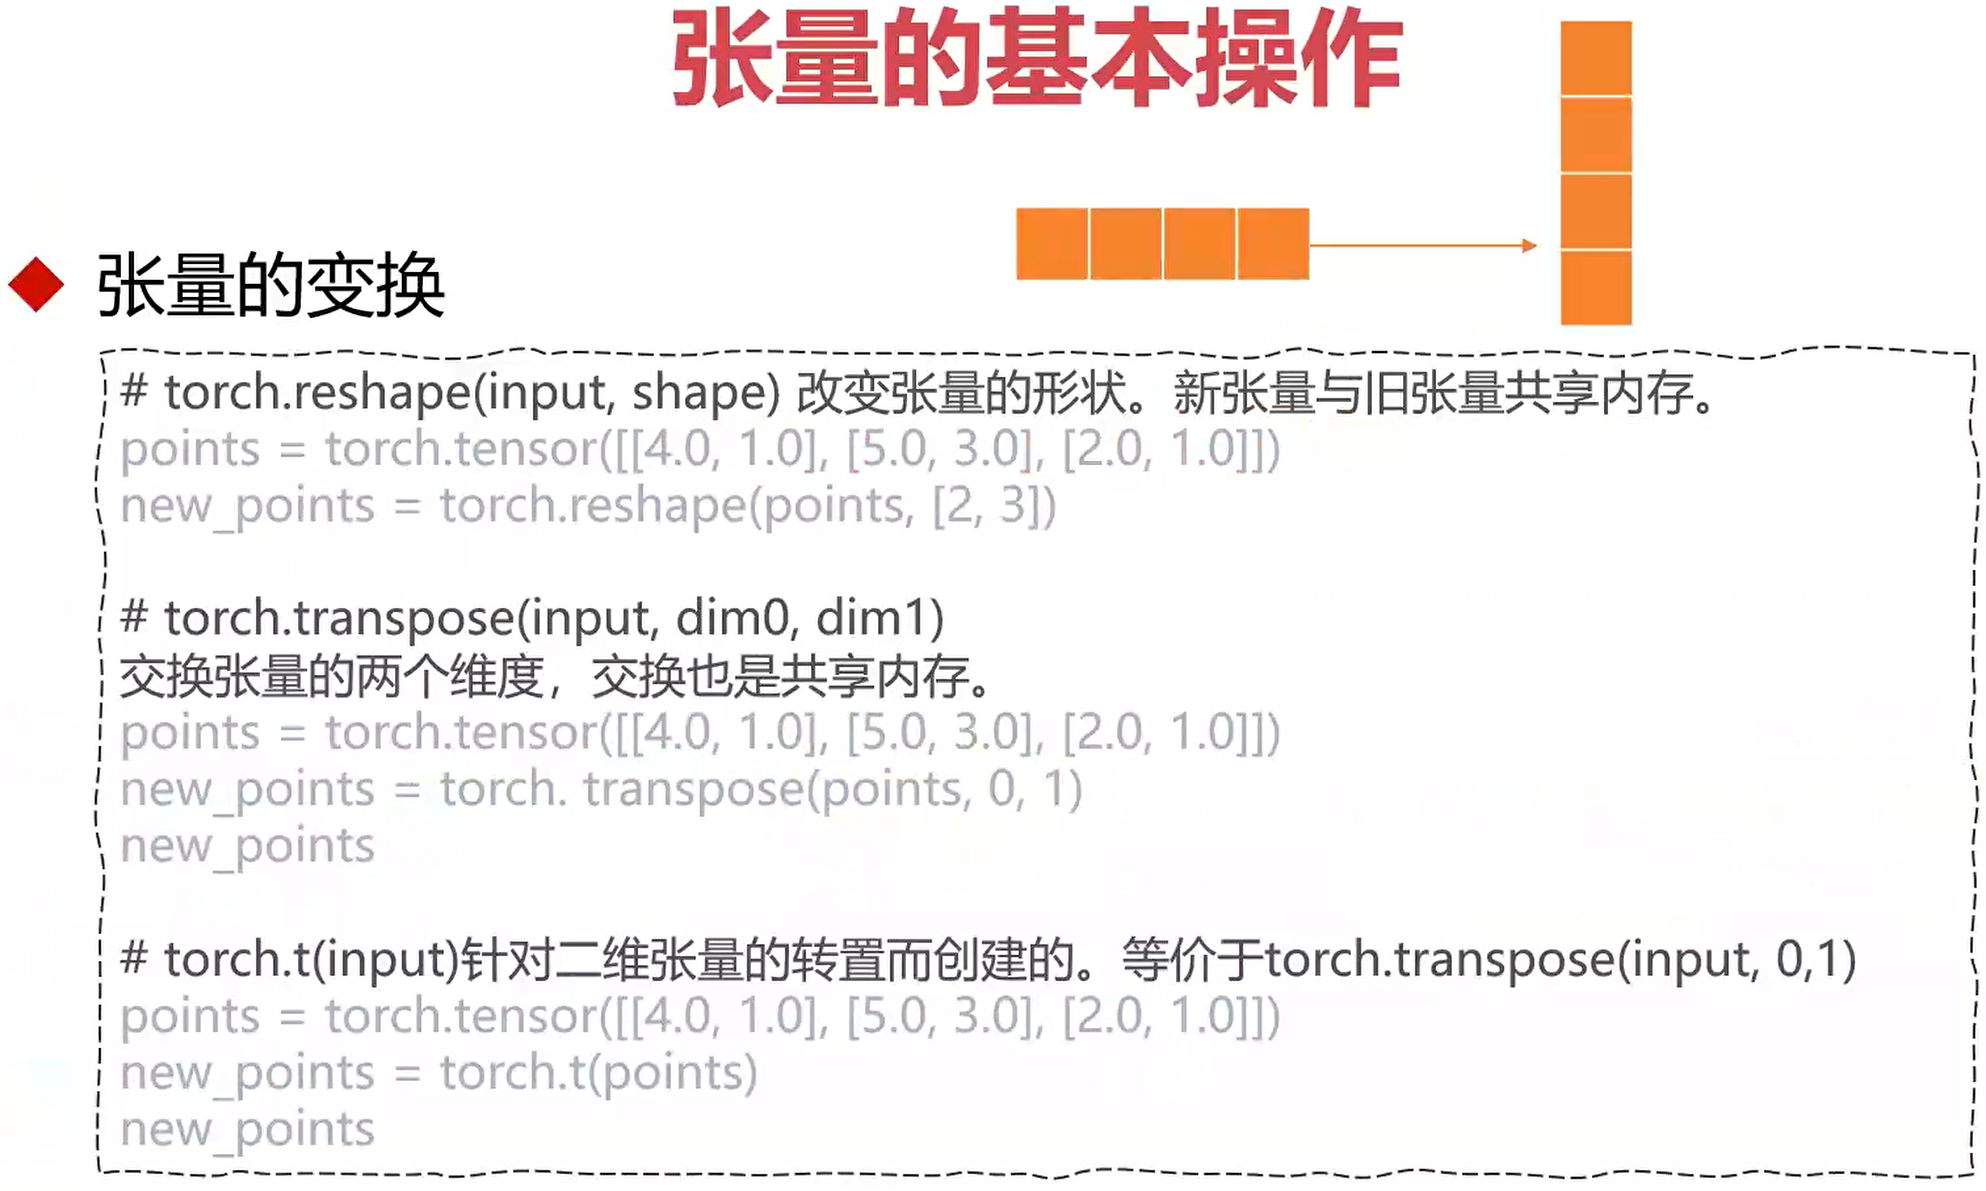 张量的基本操作
张量的变换
# torch.reshape(input, shape) 改变张量的形状。新张量与旧张量共享内存。
points = torch.tensor([[4.0, 1.0], [5.0, 3.0], [2.0, 1.0]])
new_points = torch.reshape(points, [2, 3])
# torch.transpose(input, dim0, dim1)
交换张量的两个维度，交换也是共享内存。
points = torch.tensor([[4.0, 1.0], [5.0, 3.0], [2.0, 1.0]])
new_points = torch. transpose(points, 0, 1)
new_points
# torch.t(input)针对二维张量的转置而创建的。等价于torch.transpose(input, 0,1)
points = torch.tensor([[4.0, 1.0], [5.0, 3.0], [2.0, 1.0]])
new_points = torch.t(points)
new_points